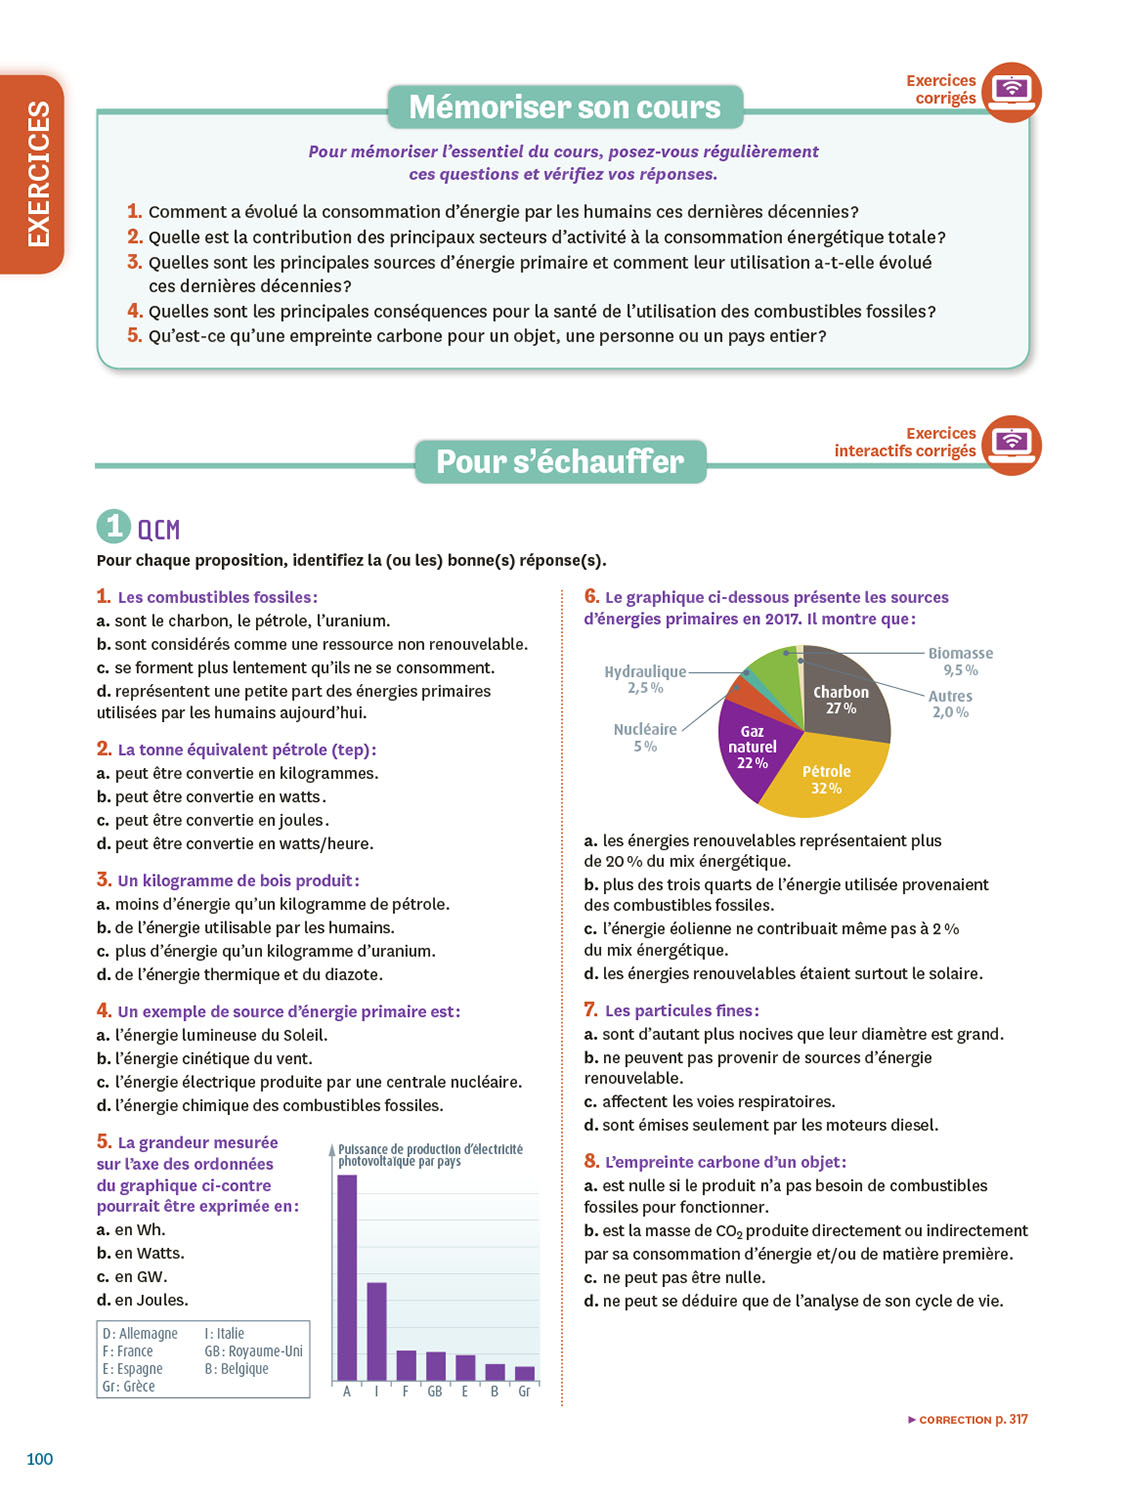 EXERCICES
Exercices
corrigés
Mémoriser son cours
Pour mémoriser l'essentiel du cours, posez-vous régulièrement
ces questions et vérifiez vos réponses.
1. Comment a évolué la consommation d'énergie par les humains ces dernières décennies ?
2. Quelle est la contribution des principaux secteurs d'activité à la consommation énergétique totale ?
3. Quelles sont les principales sources d'énergie primaire et comment leur utilisation a-t-elle évolué
ces dernières décennies ?
4. Quelles sont les principales conséquences pour la santé de l'utilisation des combustibles fossiles ?
5. Qu'est-ce qu'une empreinte carbone pour un objet, une personne ou un pays entier ?
Exercices
interactifs corrigés
Pour s'échauffer
1 QCM
Pour chaque proposition, identifiez la (ou les) bonne(s) réponse(s).
1. Les combustibles fossiles :
a. sont le charbon, le pétrole, l'uranium.
b. sont considérés comme une ressource non renouvelable.
c. se forment plus lentement qu'ils ne se consomment.
d. représentent une petite part des énergies primaires
utilisées par les humains aujourd'hui.
2. La tonne équivalent pétrole (tep) :
a. peut être convertie en kilogrammes.
b. peut être convertie en watts.
c. peut être convertie en joules.
d. peut être convertie en watts/heure.
3. Un kilogramme de bois produit :
a. moins d'énergie qu'un kilogramme de pétrole.
b. de l'énergie utilisable par les humains.
c. plus d'énergie qu'un kilogramme d'uranium.
d. de l'énergie thermique et du diazote.
4. Un exemple de source d'énergie primaire est :
a. l'énergie lumineuse du Soleil.
b. l'énergie cinétique du vent.
c. l'énergie électrique produite par une centrale nucléaire.
d. l'énergie chimique des combustibles fossiles.
5. La grandeur mesurée
sur l'axe des ordonnées
du graphique ci-contre
pourrait être exprimée en :
a. en Wh.
b. en Watts.
c. en GW.
d. en Joules.
D : Allemagne I : Italie
F : France GB : Royaume-Uni
E : Espagne B : Belgique
Gr : Grèce
Puissance de production d'électricité
photovoltaïque par pays
A I F GB E B Gr
6. Le graphique ci-dessous présente les sources
d'énergies primaires en 2017. Il montre que :
Biomasse
9,5 %
Hydraulique
2,5 %
Autres
2,0 %
Charbon
27 %
Nucléaire
5 %
Gaz
naturel
22 %
Pétrole
32 %
a. les énergies renouvelables représentaient plus
de 20 % du mix énergétique.
b. plus des trois quarts de l'énergie utilisée provenaient
des combustibles fossiles.
c. l'énergie éolienne ne contribuait même pas à 2 %
du mix énergétique.
d. les énergies renouvelables étaient surtout le solaire.
7. Les particules fines :
a. sont d'autant plus nocives que leur diamètre est grand.
b. ne peuvent pas provenir de sources d'énergie
renouvelable.
c. affectent les voies respiratoires.
d. sont émises seulement par les moteurs diesel.
8. L'empreinte carbone d'un objet :
a. est nulle si le produit n'a pas besoin de combustibles
fossiles pour fonctionner.
b. est la masse de CO₂ produite directement ou indirectement
par sa consommation d'énergie et/ou de matière première.
c. ne peut pas être nulle.
d. ne peut se déduire que de l'analyse de son cycle de vie.
▶ CORRECTION p. 317
100